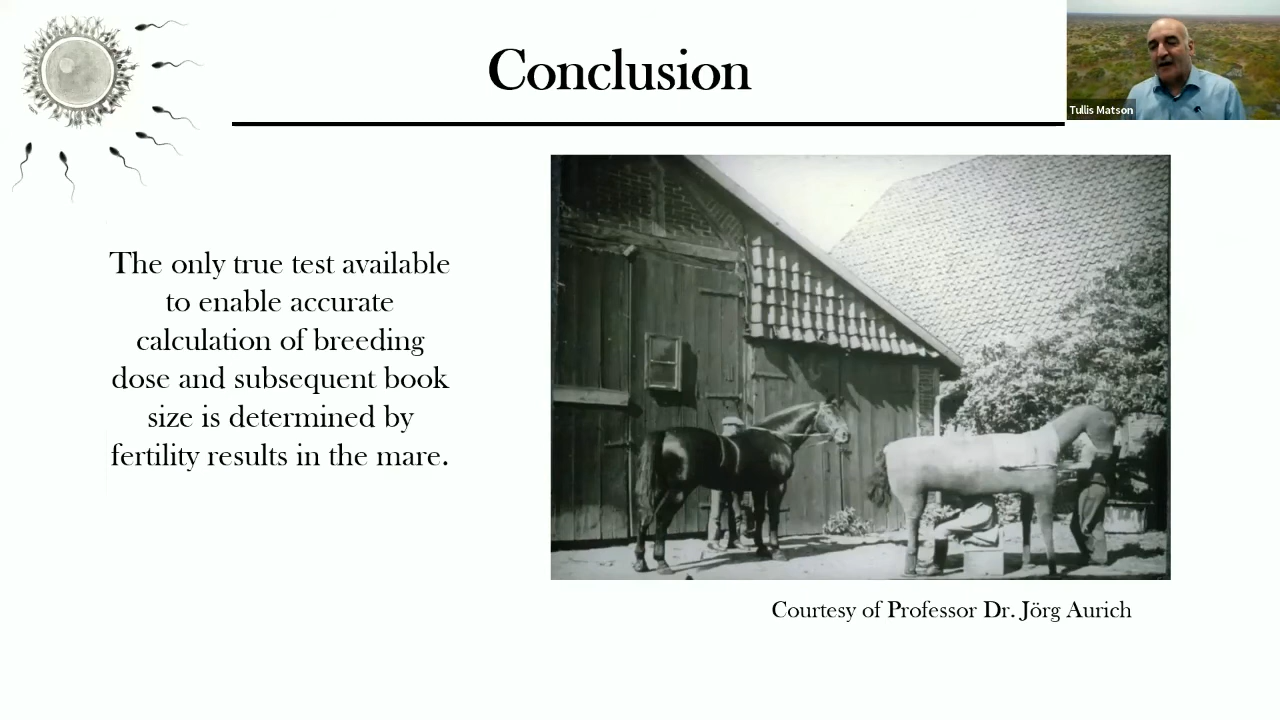 Conclusion
Tullis Matson
The only true test available
to enable accurate
calculation of breeding
dose and subsequent book
size is determined by
fertility results in the mare.
Courtesy of Professor Dr. Jörg Aurich